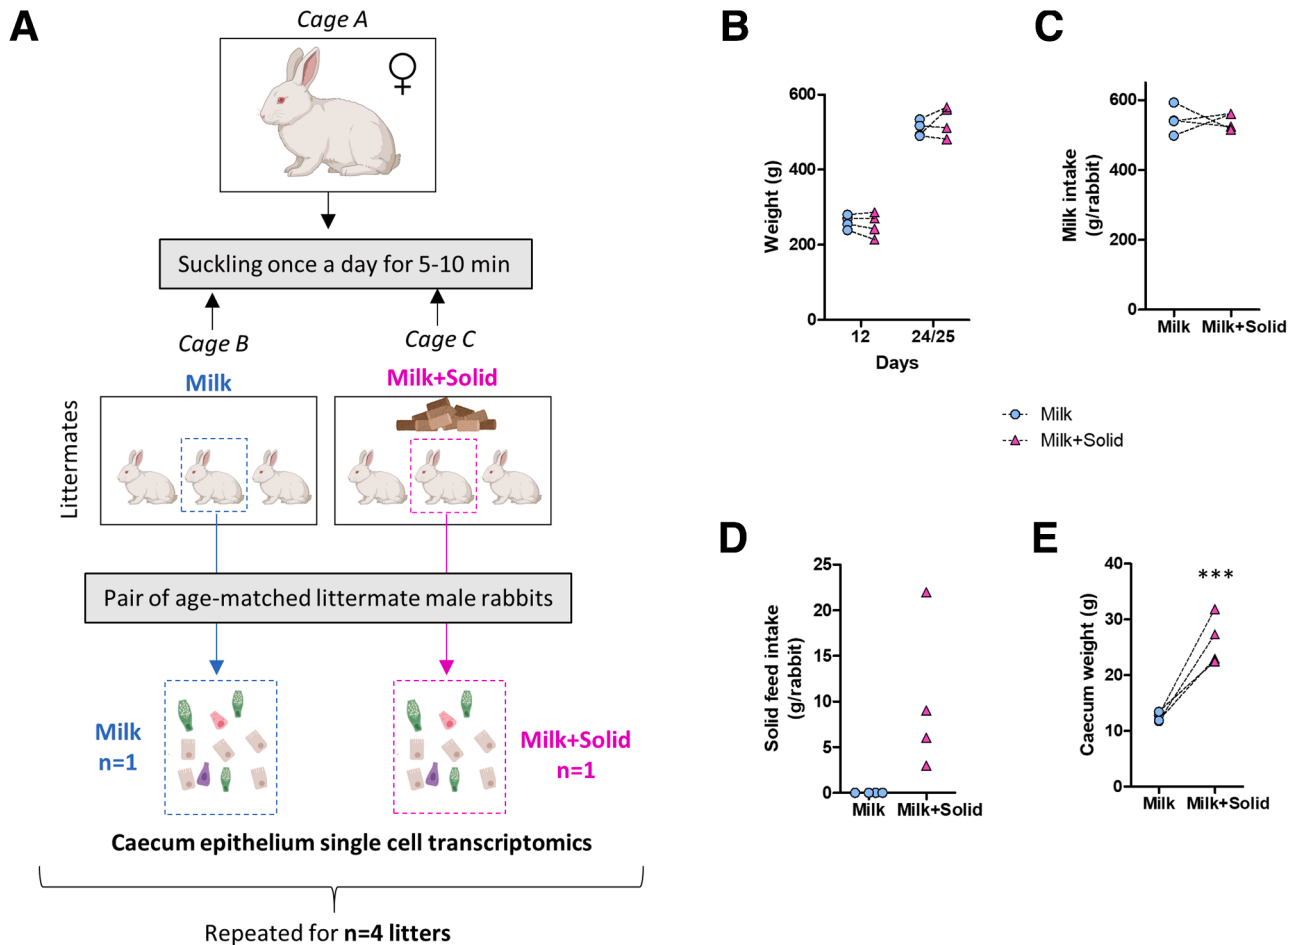 A
Cage A
♀
Suckling once a day for 5-10 min
Cage B
Cage C
Milk
Milk+Solid
Littermates
Pair of age-matched littermate male rabbits
Milk
n=1
Milk+Solid
n=1
Caecum epithelium single cell transcriptomics
Repeated for n=4 litters
B
Weight (g)
600
400
200
0
12
24/25
Days
C
Milk intake
(g/rabbit)
600
400
200
0
Milk
Milk+Solid
Milk
Milk+Solid
D
Solid feed intake
(g/rabbit)
25
20
15
10
5
0
Milk
Milk+Solid
E
Caecum weight (g)
40
30
20
10
0
***
Milk
Milk+Solid